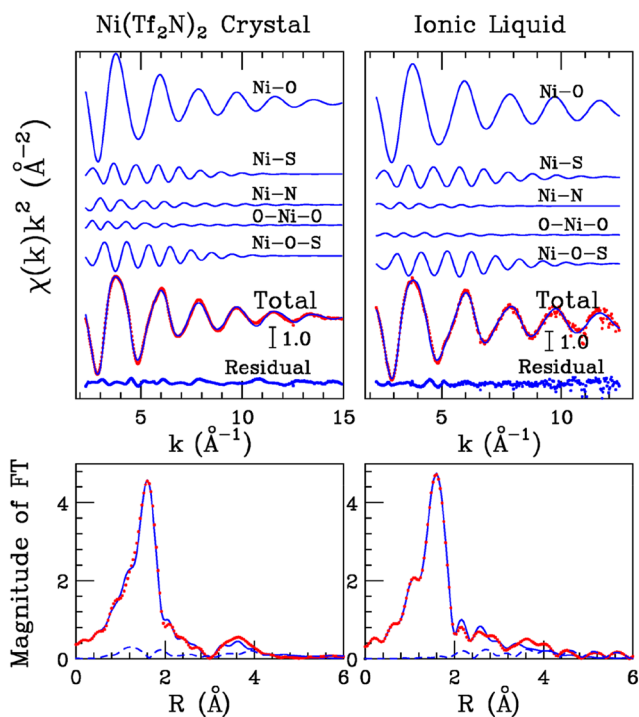 Ni(Tf₂N)₂ Crystal
Ionic Liquid
χ(k)k² (Å⁻²)
Ni−O
Ni−S
Ni−N
O−Ni−O
Ni−O−S
Total
1.0
Residual
5 10 15
k (Å⁻¹)
Ni−O
Ni−S
Ni−N
O−Ni−O
Ni−O−S
Total
1.0
Residual
5 10
k (Å⁻¹)
Magnitude of FT
4
2
0
0 2 4 6
R (Å)
4
2
0
0 2 4 6
R (Å)